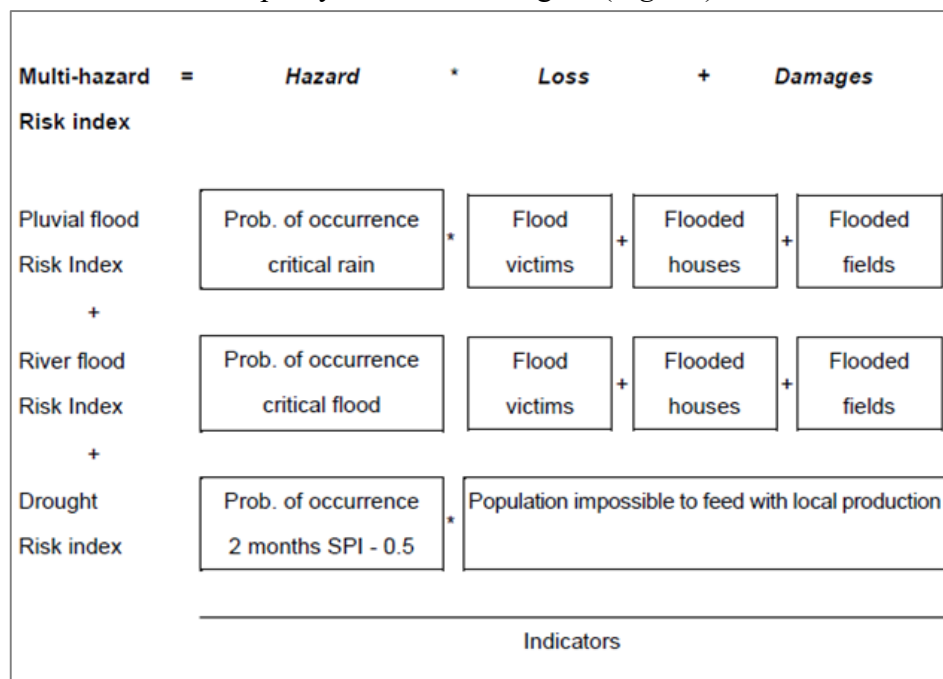 Multi-hazard = Hazard * Loss + Damages
Risk index
Pluvial flood
Risk Index
Prob. of occurrence
critical rain
*
Flood
victims
+
Flooded
houses
+
Flooded
fields
+
River flood
Risk Index
Prob. of occurrence
critical flood
Flood
victims
+
Flooded
houses
+
Flooded
fields
+
Drought
Risk index
Prob. of occurrence
2 months SPI - 0.5
*
Population impossible to feed with local production
Indicators